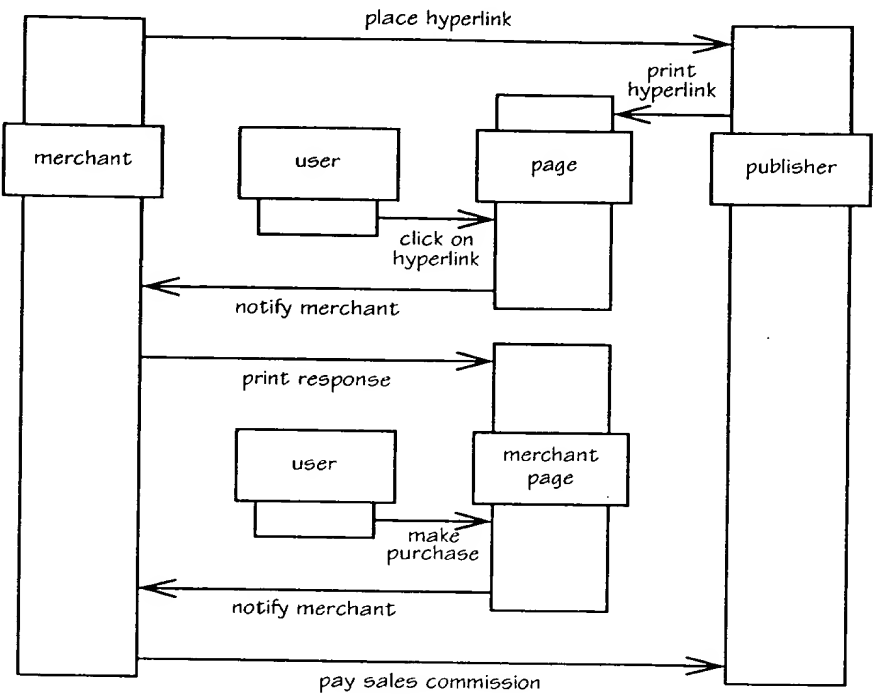 place hyperlink
print
hyperlink
merchant
user
page
publisher
click on
hyperlink
notify merchant
print response
user
merchant
page
make
purchase
notify merchant
pay sales commission